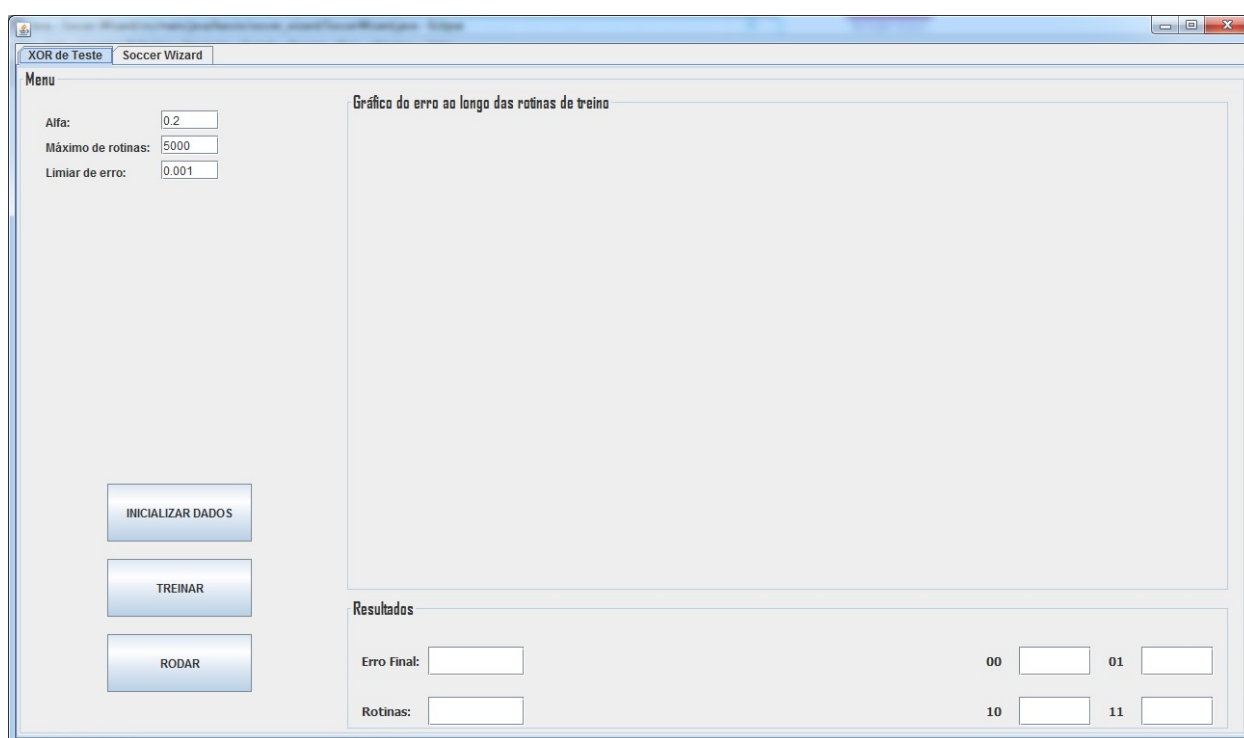 XOR de Teste Soccer Wizard
Menu
Alfa: 0.2
Máximo de rotinas: 5000
Limiar de erro: 0.001
INICIALIZAR DADOS
TREINAR
RODAR
Gráfico do erro ao longo das rotinas de treino
Resultados
Erro Final:
00
01
Rotinas:
10
11